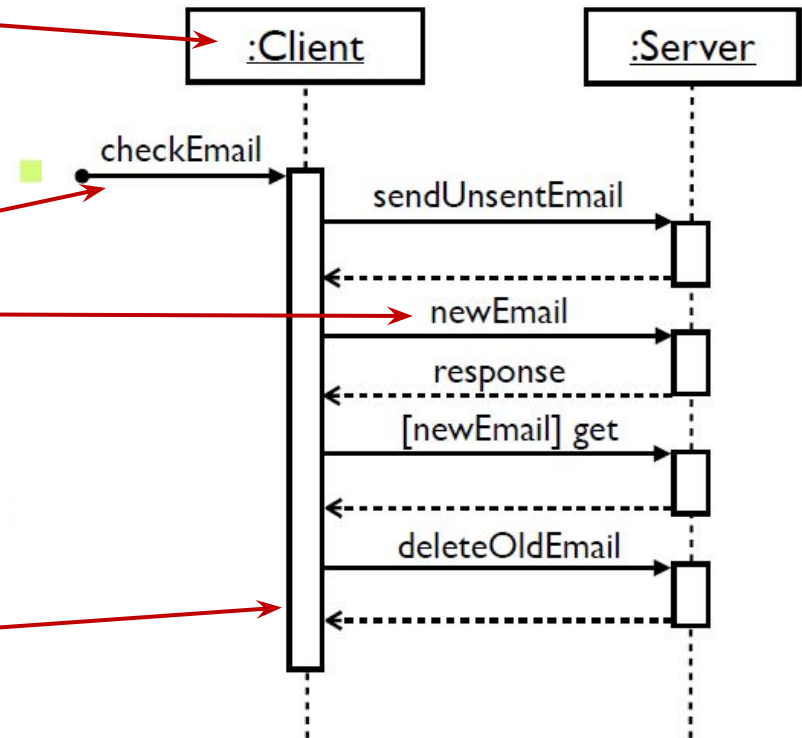 :Client
:Server
checkEmail
sendUnsentEmail
newEmail
response
[newEmail] get
deleteOldEmail